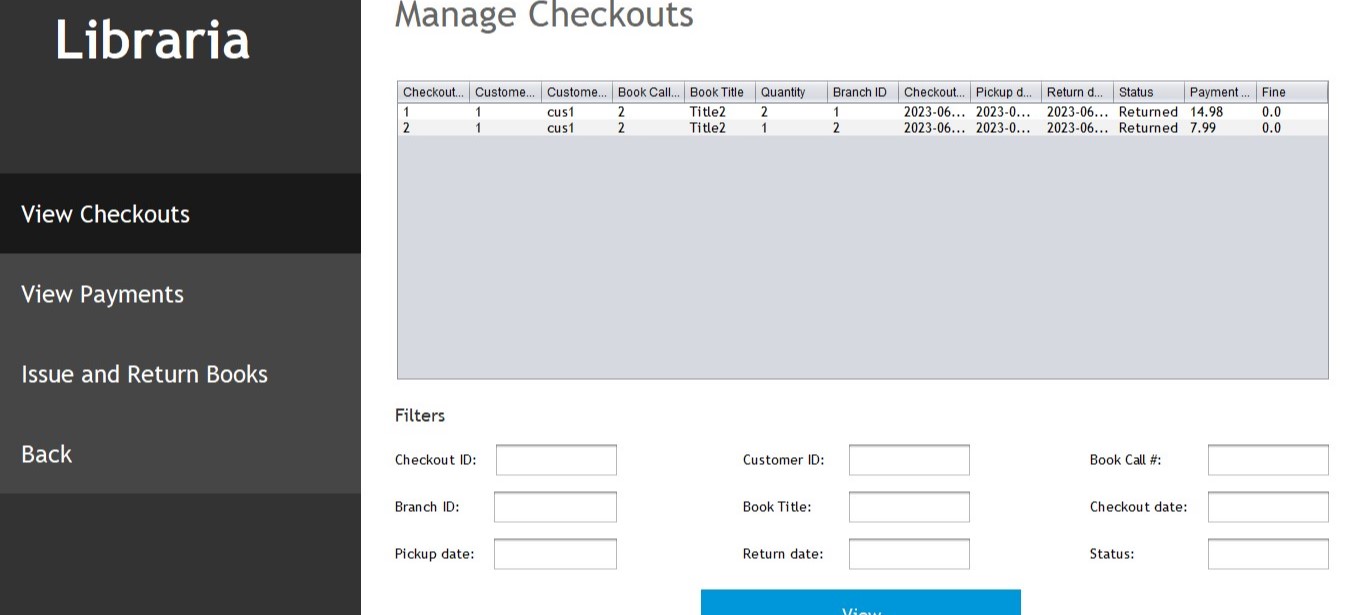 Libraria
View Checkouts
View Payments
Issue and Return Books
Back
Manage Checkouts
Checkout... Custome... Custome... Book Call... Book Title Quantity Branch ID Checkout... Pickup d... Return d... Status Payment ... Fine
1 1 cus1 2 Title2 2 1 2023-06... 2023-0... 2023-06... Returned 14.98 0.0
2 1 cus1 2 Title2 1 2 2023-06... 2023-0... 2023-06... Returned 7.99 0.0
Filters
Checkout ID: Customer ID: Book Call #:
Branch ID: Book Title: Checkout date:
Pickup date: Return date: Status:
View